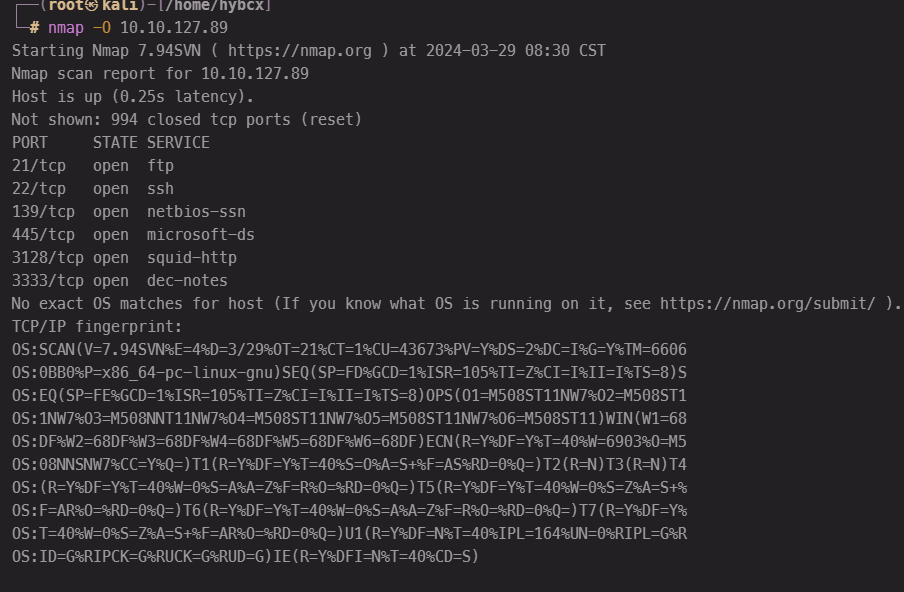 ┌──(root㉿kali)-[/home/hybcx]
└─# nmap -O 10.10.127.89
Starting Nmap 7.94SVN ( https://nmap.org ) at 2024-03-29 08:30 CST
Nmap scan report for 10.10.127.89
Host is up (0.25s latency).
Not shown: 994 closed tcp ports (reset)
PORT     STATE SERVICE
21/tcp   open  ftp
22/tcp   open  ssh
139/tcp  open  netbios-ssn
445/tcp  open  microsoft-ds
3128/tcp open  squid-http
3333/tcp open  dec-notes
No exact OS matches for host (If you know what OS is running on it, see https://nmap.org/submit/ ).
TCP/IP fingerprint:
OS:SCAN(V=7.94SVN%E=4%D=3/29%OT=21%CT=1%CU=43673%PV=Y%DS=2%DC=I%G=Y%TM=6606
OS:0BB0%P=x86_64-pc-linux-gnu)SEQ(SP=FD%GCD=1%ISR=105%TI=Z%CI=I%II=I%TS=8)S
OS:EQ(SP=FE%GCD=1%ISR=105%TI=Z%CI=I%II=I%TS=8)OPS(O1=M508ST11NW7%O2=M508ST1
OS:1NW7%O3=M508NNT11NW7%O4=M508ST11NW7%O5=M508ST11NW7%O6=M508ST11)WIN(W1=68
OS:DF%W2=68DF%W3=68DF%W4=68DF%W5=68DF%W6=68DF)ECN(R=Y%DF=Y%T=40%W=6903%O=M5
OS:08NNSNW7%CC=Y%Q=)T1(R=Y%DF=Y%T=40%S=O%A=S+%F=AS%RD=0%Q=)T2(R=N)T3(R=N)T4
OS:(R=Y%DF=Y%T=40%W=0%S=A%A=Z%F=R%O=%RD=0%Q=)T5(R=Y%DF=Y%T=40%W=0%S=Z%A=S+%
OS:F=AR%O=%RD=0%Q=)T6(R=Y%DF=Y%T=40%W=0%S=A%A=Z%F=R%O=%RD=0%Q=)T7(R=Y%DF=Y%
OS:T=40%W=0%S=Z%A=S+%F=AR%O=%RD=0%Q=)U1(R=Y%DF=N%T=40%IPL=164%UN=0%RIPL=G%R
OS:ID=G%RIPCK=G%RUCK=G%RUD=G)IE(R=Y%DFI=N%T=40%CD=S)